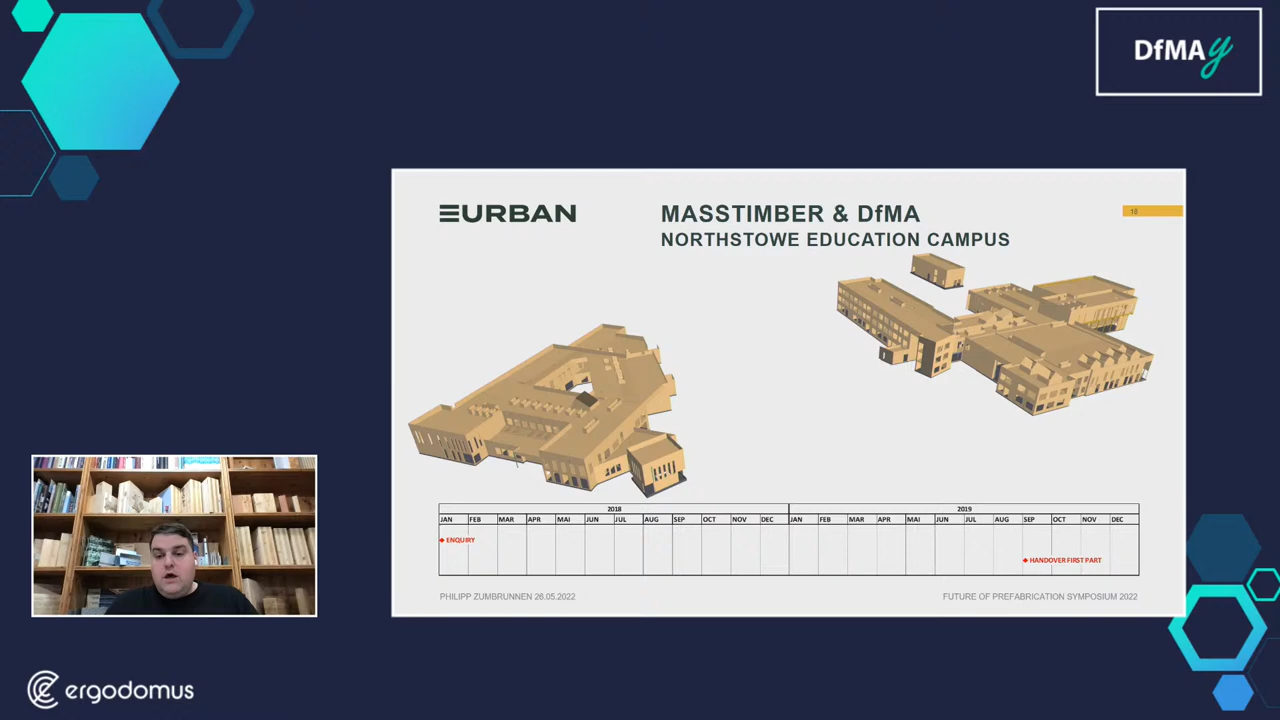 DfMAy
EURBAN
MASSTIMBER & DfMA
NORTHSTOWE EDUCATION CAMPUS
10
2018 2019
JAN FEB MAR APR MAI JUN JUL AUG SEP OCT NOV DEC JAN FEB MAR APR MAI JUN JUL AUG SEP OCT NOV DEC
ENQUIRY
HANDOVER FIRST PART
PHILIPP ZUMBRUNNEN 26.05.2022 FUTURE OF PREFABRICATION SYMPOSIUM 2022
ergodomus